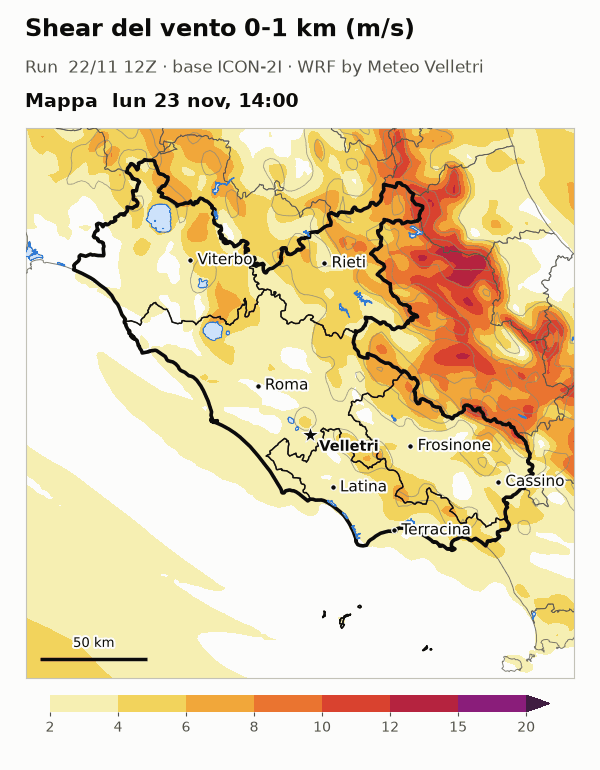 Shear del vento 0-1 km (m/s)
Run  22/11 12Z · base ICON-2I · WRF by Meteo Velletri
Mappa  lun 23 nov, 14:00
Viterbo
Rieti
Roma
Velletri
Frosinone
Cassino
Latina
Terracina
50 km
2 4 6 8 10 12 15 20